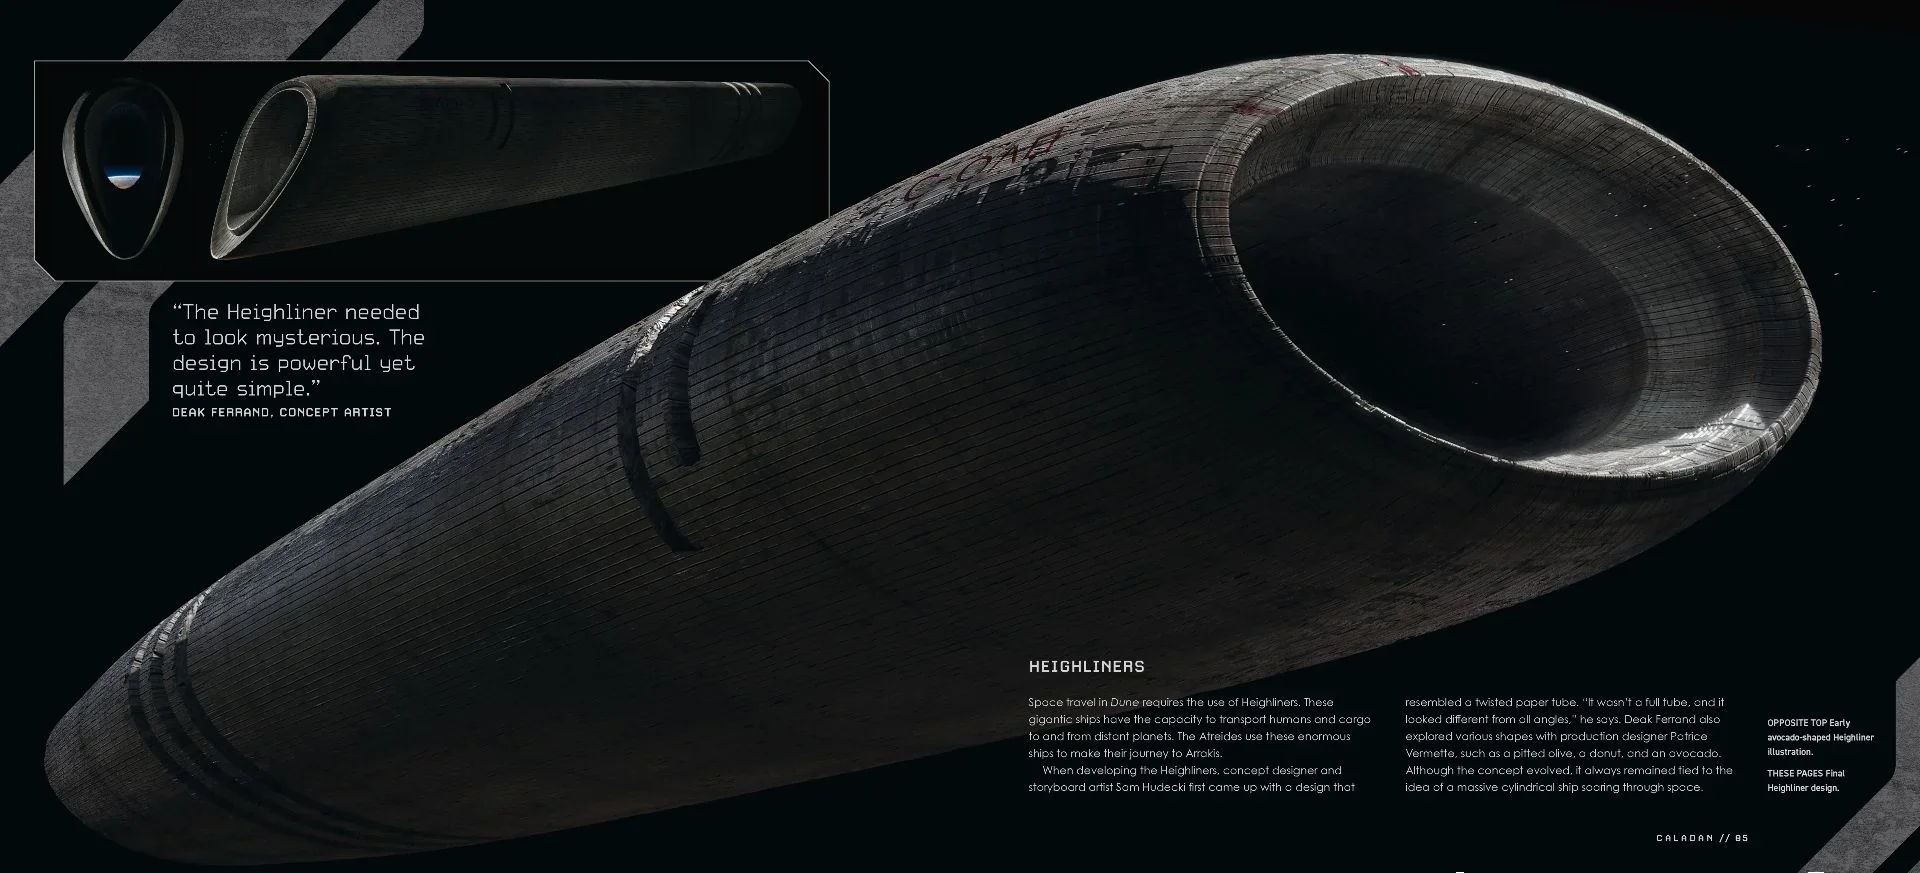 “The Heighliner needed
to look mysterious. The
design is powerful yet
quite simple.”
DEAK FERRAND, CONCEPT ARTIST
HEIGHLINERS
Space travel in Dune requires the use of Heighliners. These
gigantic ships have the capacity to transport humans and cargo
to and from distant planets. The Atreides use these enormous
ships to make their journey to Arrakis.
When developing the Heighliners, concept designer and
storyboard artist Sam Hudecki first came up with a design that
resembled a twisted paper tube. “It wasn’t a full tube, and it
looked different from all angles,” he says. Deak Ferrand also
explored various shapes with production designer Patrice
Vermette, such as a pitted olive, a donut, and an avocado.
Although the concept evolved, it always remained tied to the
idea of a massive cylindrical ship soaring through space.
OPPOSITE TOP Early
avocado-shaped Heighliner
illustration.
THESE PAGES Final
Heighliner design.
CALADAN // 85